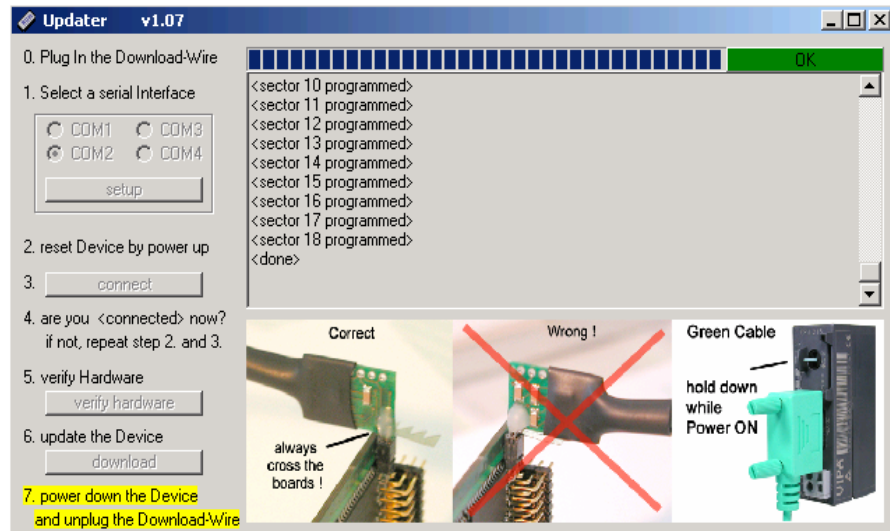 Updater v1.07
0. Plug In the Download-Wire
OK
1. Select a serial Interface
COM1 COM3
COM2 COM4
setup
2. reset Device by power up
3. connect
4. are you <connected> now?
if not, repeat step 2. and 3.
5. verify Hardware
verify hardware
6. update the Device
download
7. power down the Device
and unplug the Download-Wire
<sector 10 programmed>
<sector 11 programmed>
<sector 12 programmed>
<sector 13 programmed>
<sector 14 programmed>
<sector 15 programmed>
<sector 16 programmed>
<sector 17 programmed>
<sector 18 programmed>
<done>
Correct
always
cross the
boards !
Wrong !
Green Cable
hold down
while
Power ON
VIPA